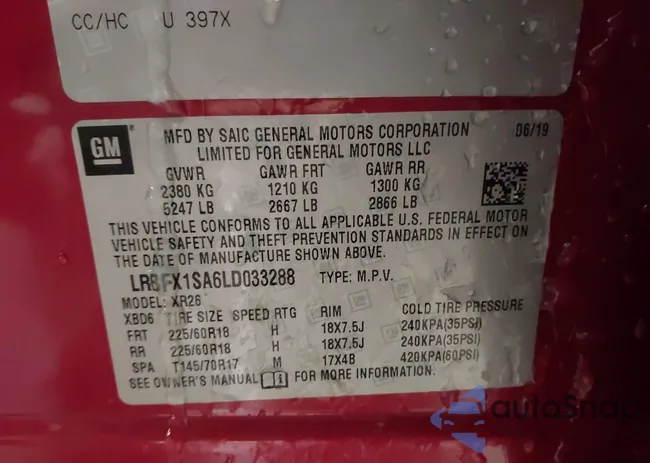 CC/HC U 397X
GM MFD BY SAIC GENERAL MOTORS CORPORATION 06/19
LIMITED FOR GENERAL MOTORS LLC
GVWR GAWR FRT GAWR RR
2380 KG 1210 KG 1300 KG
5247 LB 2667 LB 2866 LB
THIS VEHICLE CONFORMS TO ALL APPLICABLE U.S. FEDERAL MOTOR
VEHICLE SAFETY AND THEFT PREVENTION STANDARDS IN EFFECT ON
THE DATE OF MANUFACTURE SHOWN ABOVE.
LRBFX1SA6LD033288 TYPE: M.P.V.
MODEL: XR26
XBD6 TIRE SIZE SPEED RTG RIM COLD TIRE PRESSURE
FRT 225/60R18 H 18X7.5J 240KPA(35PSI)
RR 225/60R18 H 18X7.5J 240KPA(35PSI)
SPA T145/70R17 M 17X4B 420KPA(60PSI)
SEE OWNER'S MANUAL FOR MORE INFORMATION
autoSnap